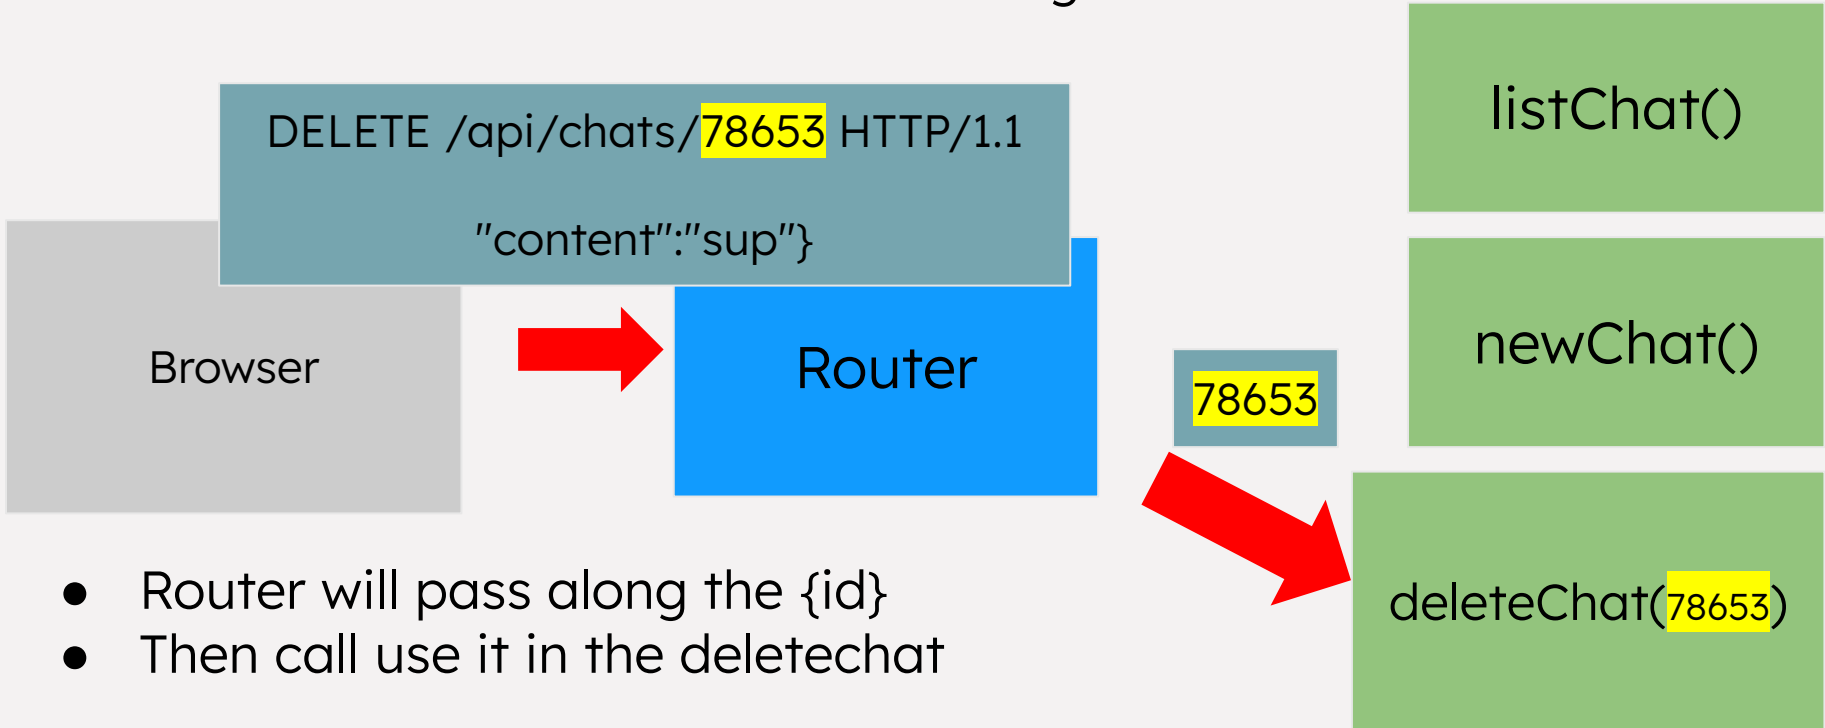 DELETE /api/chats/78653 HTTP/1.1
"content":"sup"}
Browser
Router
78653
listChat()
newChat()
deleteChat(78653)
● Router will pass along the {id}
● Then call use it in the deletechat